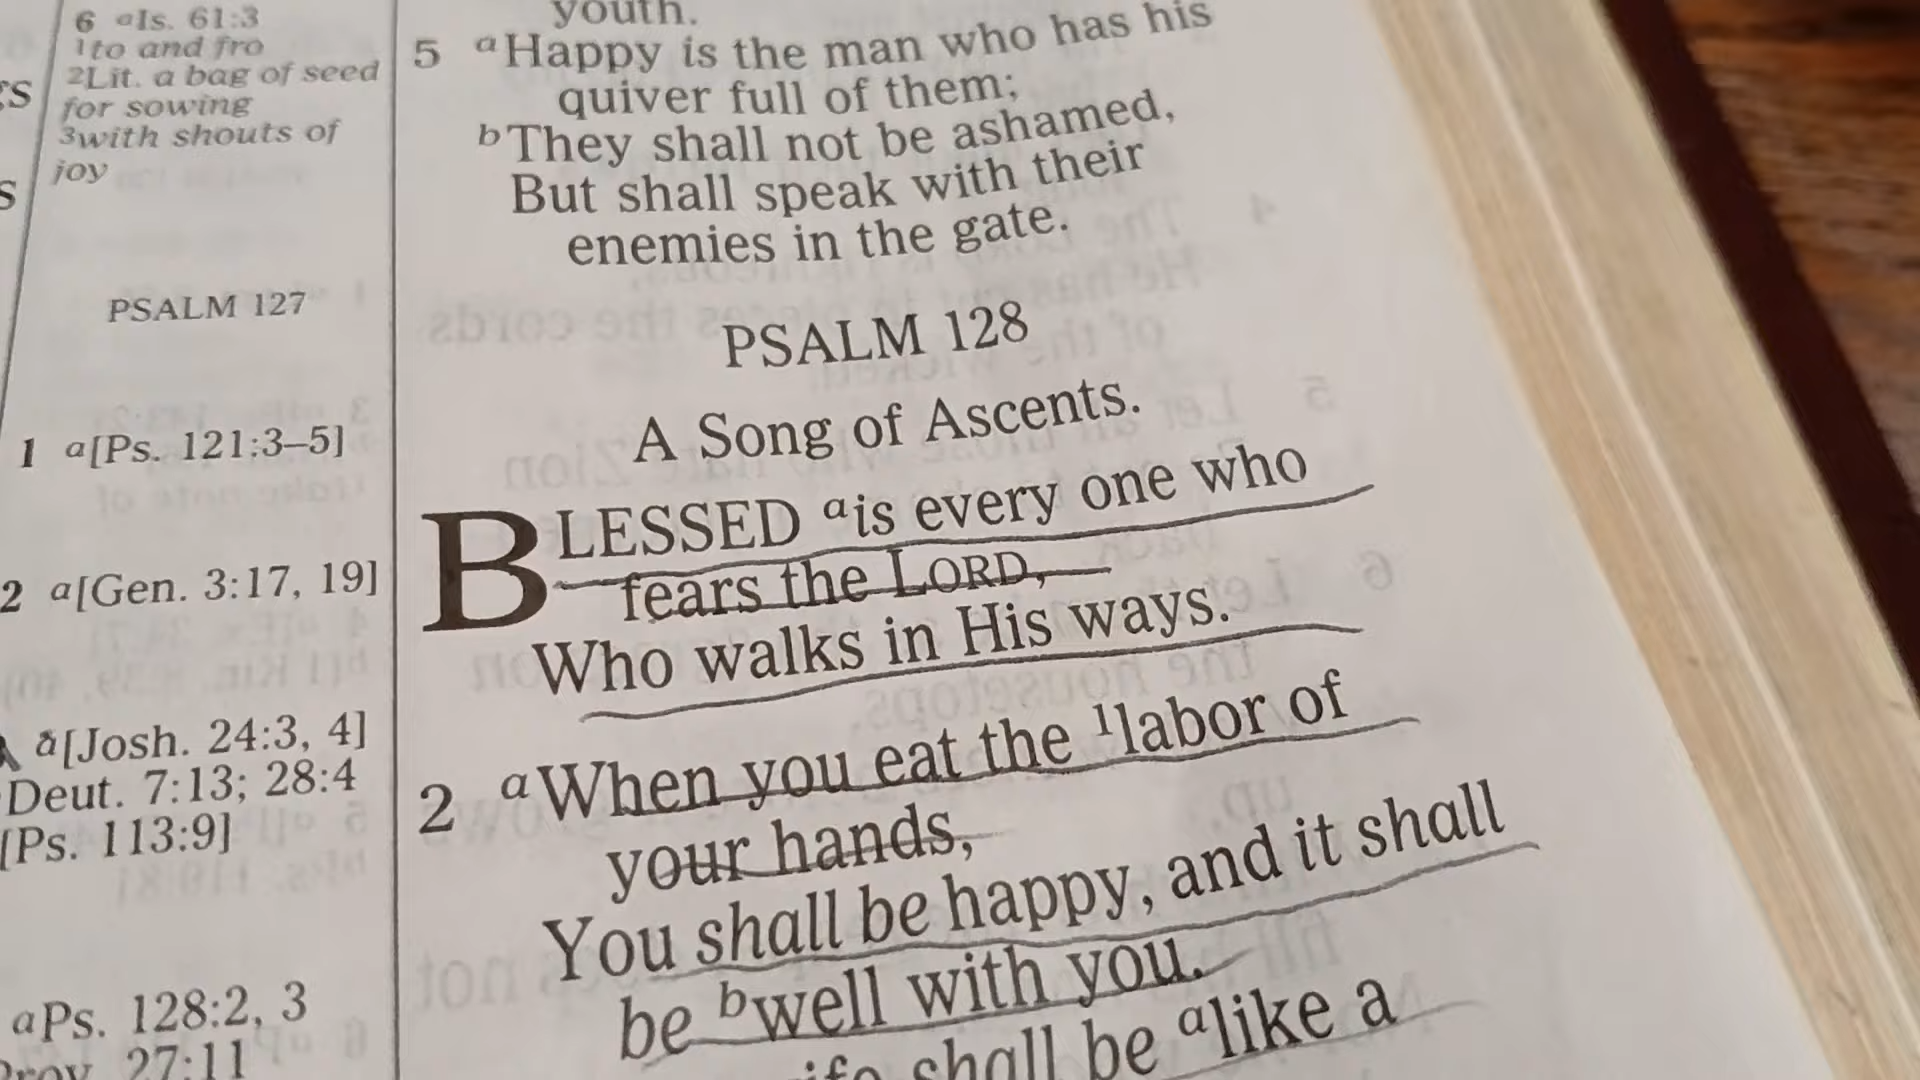 6 aIs. 61:3
1to and fro
2Lit. a bag of seed
for sowing
3with shouts of
joy
PSALM 127
1 a[Ps. 121:3–5]
2 a[Gen. 3:17, 19]
a[Josh. 24:3, 4]
Deut. 7:13; 28:4
[Ps. 113:9]
aPs. 128:2, 3
27:11
youth.
5 aHappy is the man who has his
quiver full of them;
bThey shall not be ashamed,
But shall speak with their
enemies in the gate.
PSALM 128
A Song of Ascents.
BLESSED ais every one who
fears the LORD,
Who walks in His ways.
2 aWhen you eat the 1labor of
your hands,
You shall be happy, and it shall
be bwell with you.
shall be alike a